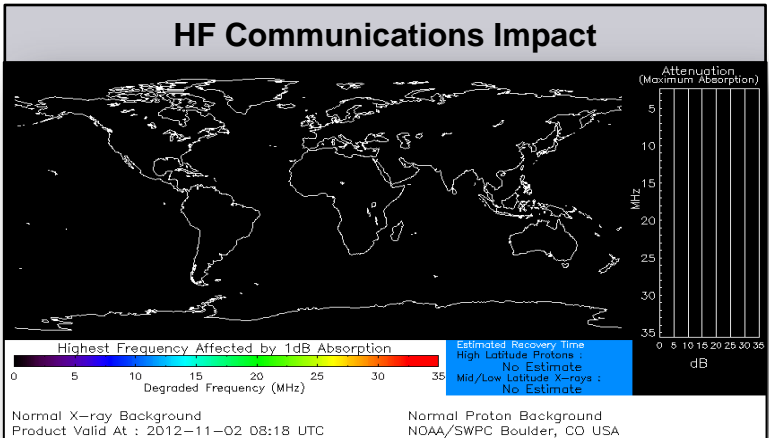 HF Communications Impact
Attenuation
(Maximum Absorption)
5
10
15
20
25
30
35
MHz
0 5 10 15 20 25 30 35
dB
Highest Frequency Affected by 1dB Absorption
0 5 10 15 20 25 30 35
Degraded Frequency (MHz)
Estimated Recovery Time
High Latitude Protons :
No Estimate
Mid/Low Latitude X-rays :
No Estimate
Normal X-ray Background
Product Valid At : 2012-11-02 08:18 UTC
Normal Proton Background
NOAA/SWPC Boulder, CO USA